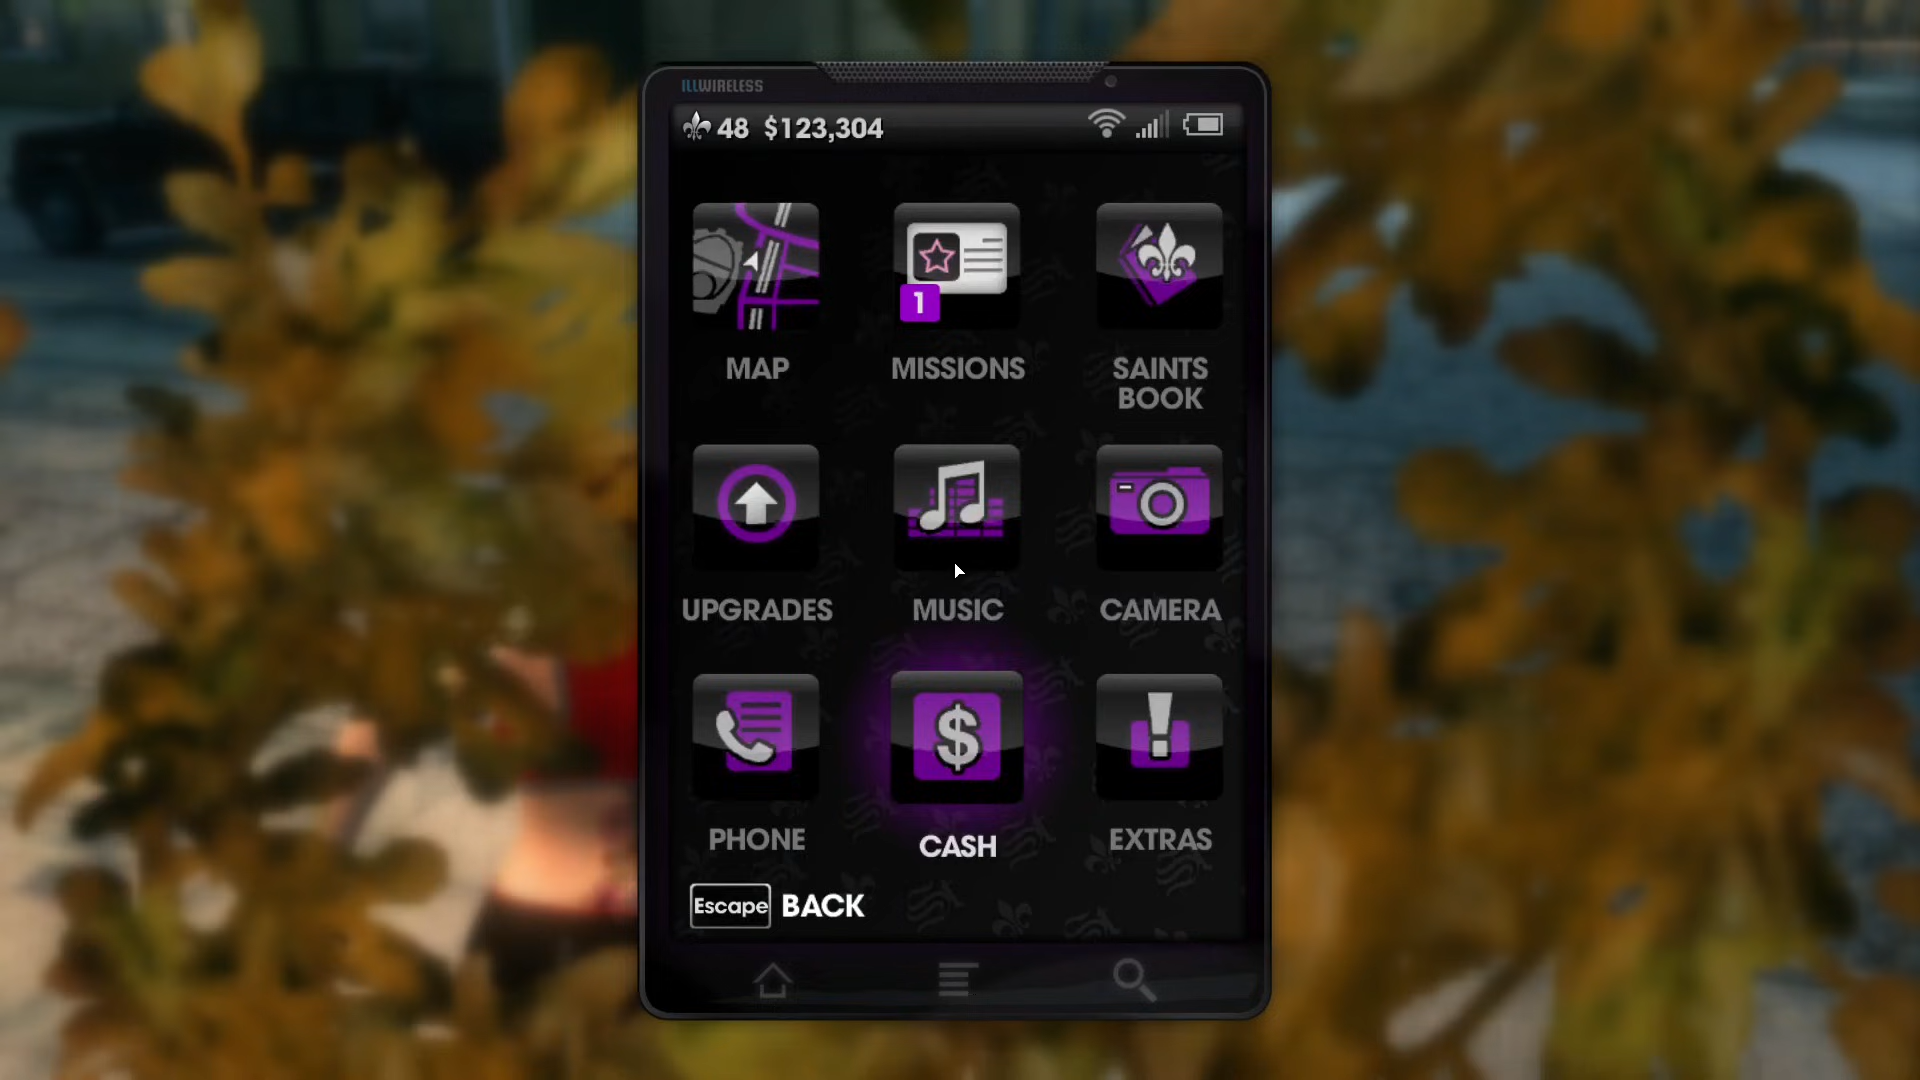 ILLWIRELESS
48 $123,304
1
MAP MISSIONS SAINTS
BOOK
UPGRADES MUSIC CAMERA
$ !
PHONE CASH EXTRAS
Escape BACK